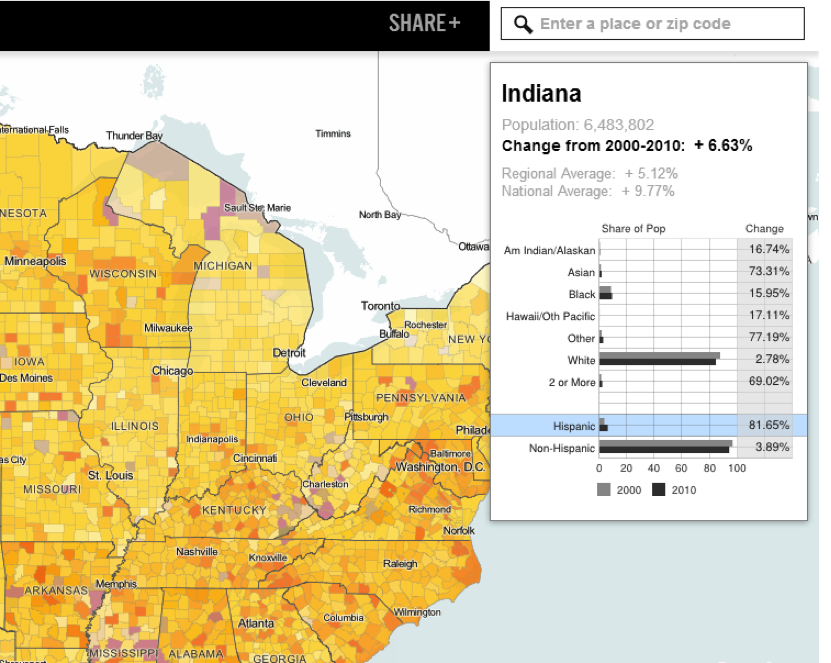 SHARE+
Enter a place or zip code
Indiana
Population: 6,483,802
Change from 2000-2010: + 6.63%
Regional Average: + 5.12%
National Average: + 9.77%
Share of Pop Change
Am Indian/Alaskan 16.74%
Asian 73.31%
Black 15.95%
Hawaii/Oth Pacific 17.11%
Other 77.19%
White 2.78%
2 or More 69.02%
Hispanic 81.65%
Non-Hispanic 3.89%
0 20 40 60 80 100
2000 2010
ternational Falls
Thunder Bay
Timmins
NESOTA
Sault Ste. Marie
North Bay
Ottawa
Minneapolis
WISCONSIN
MICHIGAN
Toronto
Rochester
Milwaukee
Buffalo
NEW YO
Detroit
IOWA
Chicago
Des Moines
Cleveland
PENNSYLVANIA
ILLINOIS
OHIO
Pittsburgh
Philade
Indianapolis
Baltimore
as City
Cincinnati
Washington, D.C.
St. Louis
MISSOURI
Charleston
KENTUCKY
Richmond
Norfolk
Nashville
Knoxville
Raleigh
ARKANSAS
Memphis
Wilmington
Columbia
Atlanta
MISSISSIPPI
ALABAMA
GEORGIA